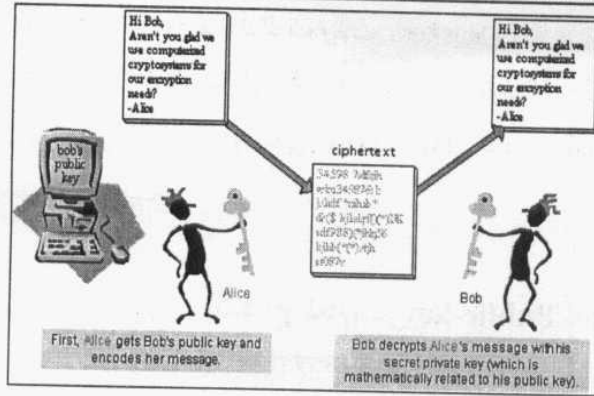 Hi Bob,
Aren't you glad we
use computerized
cryptosystems for
our encryption
needs?
-Alice
Hi Bob,
Aren't you glad we
use computerized
cryptosystems for
our encryption
needs?
-Alice
bob's
public
key
ciphertext
Alice
Bob
First, Alice gets Bob's public key and
encodes her message.
Bob decrypts Alice's message with his
secret private key (which is
mathematically related to his public key).